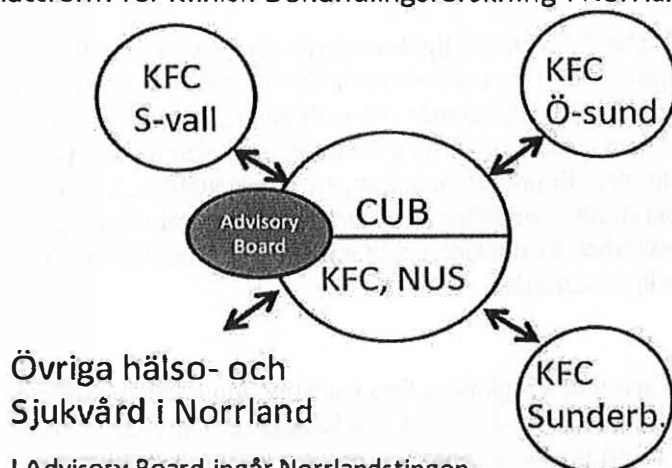 KFC
S-vall
KFC
Ö-sund
Advisory
Board
CUB
KFC, NUS
Övriga hälso- och
Sjukvård i Norrland
KFC
Sunderb.
I Advisory Board ingår Norrlandstingen